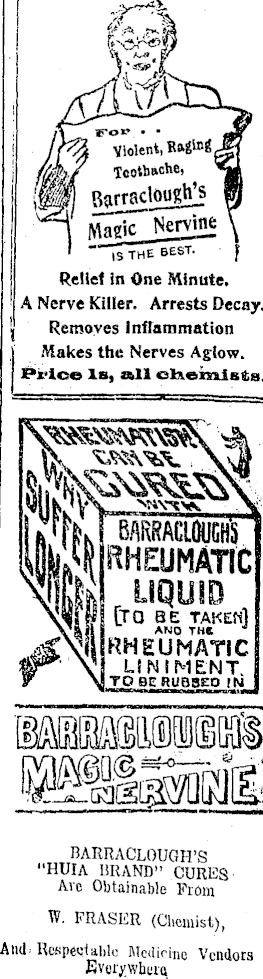 For . .
Violent, Raging
Toothache,
Barraclough's
Magic Nervine
IS THE BEST.
Relief in One Minute.
A Nerve Killer. Arrests Decay.
Removes Inflammation
Makes the Nerves Aglow.
Price 1s, all chemists.
RHEUMATISM
CAN BE
CURED
WITH
WHY
SUFFER
LONGER
BARRACLOUGH'S
RHEUMATIC
LIQUID
[TO BE TAKEN]
AND THE
RHEUMATIC
LINIMENT,
TO BE RUBBED IN
BARRACLOUGH'S
MAGIC
NERVINE
BARRACLOUGH'S
"HUIA BRAND" CURES
Are Obtainable From
W. FRASER (Chemist),
And Respectable Medicine Vendors
Everywhere